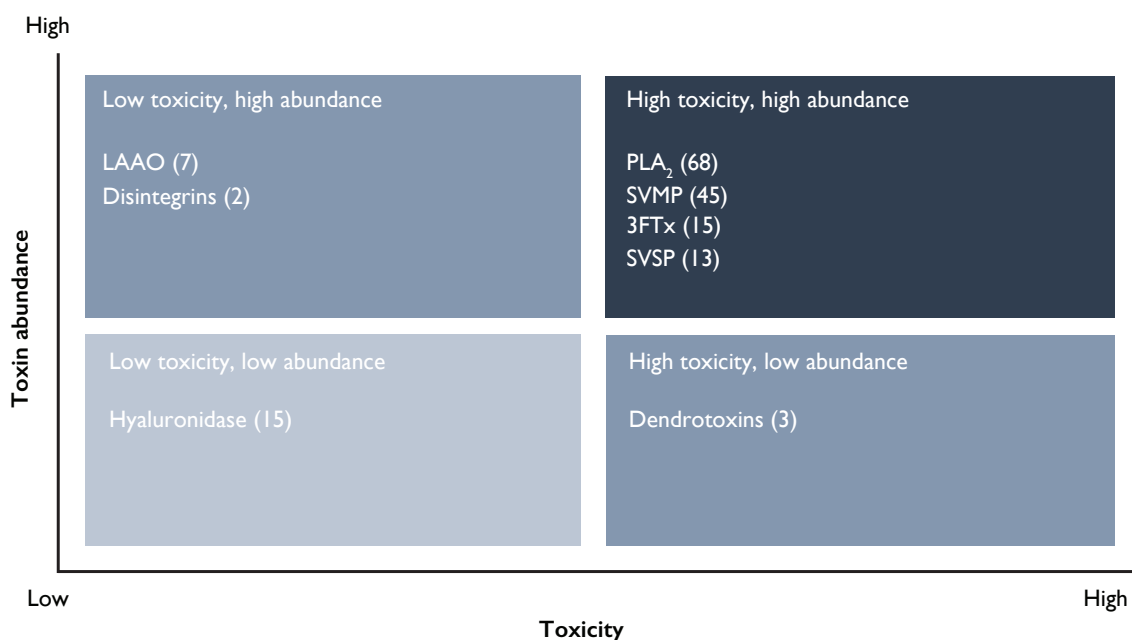 High
Low toxicity, high abundance
LAAO (7)
Disintegrins (2)
High toxicity, high abundance
PLA₂ (68)
SVMP (45)
3FTx (15)
SVSP (13)
Toxin abundance
Low toxicity, low abundance
Hyaluronidase (15)
High toxicity, low abundance
Dendrotoxins (3)
Low
High
Toxicity